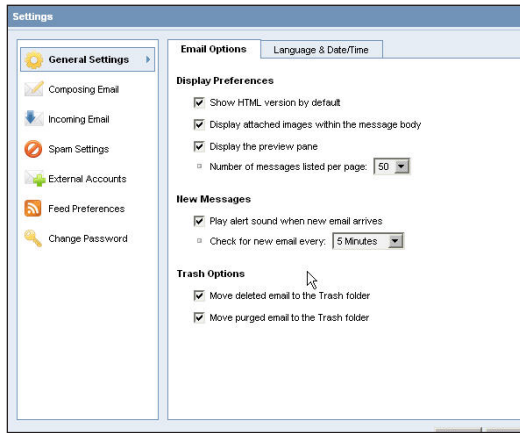 Settings
General Settings
Composing Email
Incoming Email
Spam Settings
External Accounts
Feed Preferences
Change Password
Email Options
Language & Date/Time
Display Preferences
Show HTML version by default
Display attached images within the message body
Display the preview pane
Number of messages listed per page: 50
New Messages
Play alert sound when new email arrives
Check for new email every: 5 Minutes
Trash Options
Move deleted email to the Trash folder
Move purged email to the Trash folder